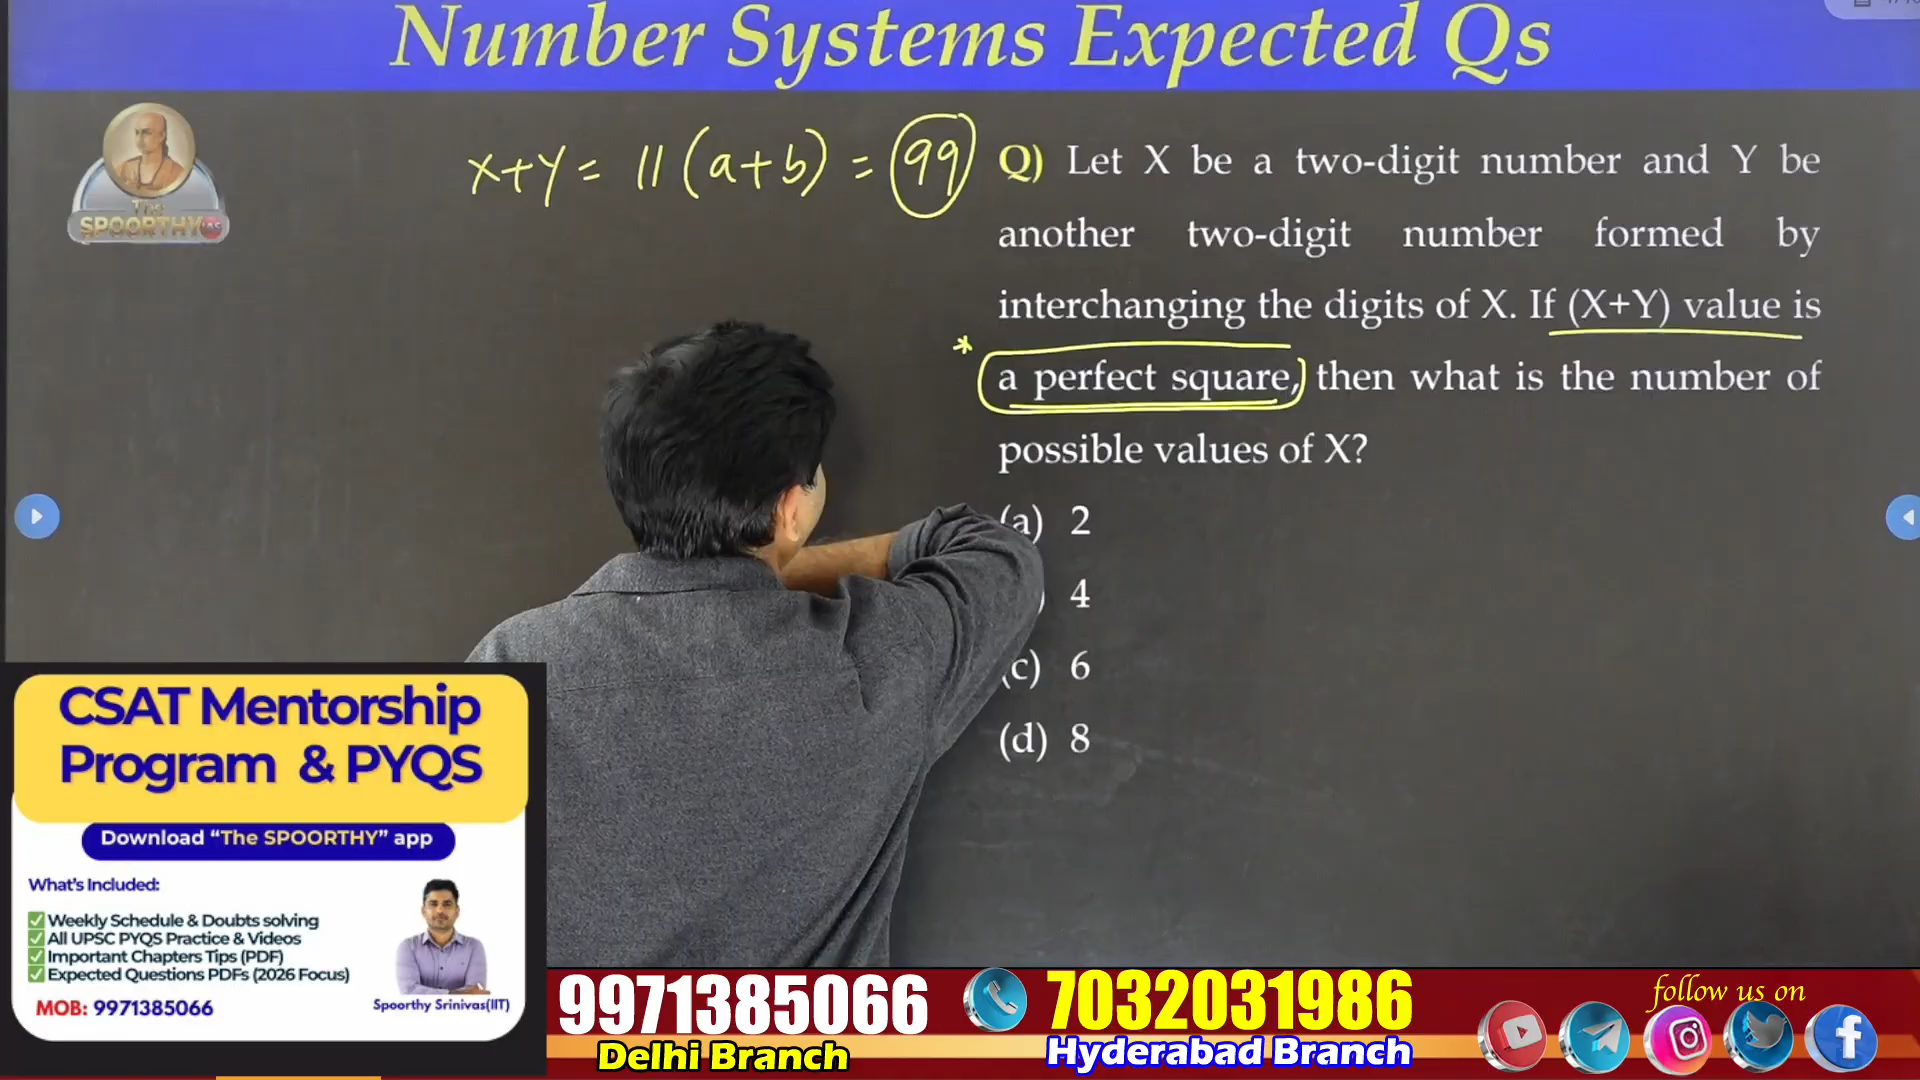 Number Systems Expected Qs
The
SPOORTHY IAS
x+y = 11 (a+b) = 99
Q) Let X be a two-digit number and Y be
another two-digit number formed by
interchanging the digits of X. If (X+Y) value is
* a perfect square, then what is the number of
possible values of X?
(a) 2
) 4
(c) 6
(d) 8
CSAT Mentorship
Program & PYQS
Download “The SPOORTHY” app
What's Included:
Weekly Schedule & Doubts solving
All UPSC PYQS Practice & Videos
Important Chapters Tips (PDF)
Expected Questions PDFs (2026 Focus)
MOB: 9971385066
Spoorthy Srinivas(IIT)
9971385066
Delhi Branch
7032031986
Hyderabad Branch
follow us on